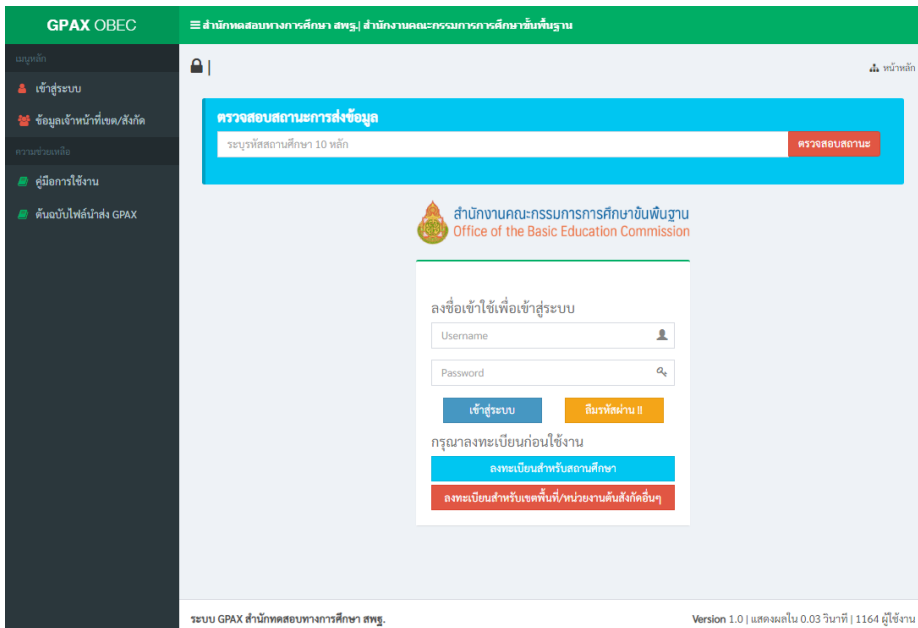 GPAX OBEC
สำนักทดสอบทางการศึกษา สพฐ.| สำนักงานคณะกรรมการการศึกษาขั้นพื้นฐาน
เมนูหลัก
|
หน้าหลัก
เข้าสู่ระบบ
ข้อมูลเจ้าหน้าที่เขต/สังกัด
ความช่วยเหลือ
คู่มือการใช้งาน
ต้นฉบับไฟล์นำส่ง GPAX
ตรวจสอบสถานะการส่งข้อมูล
ระบุรหัสสถานศึกษา 10 หลัก
ตรวจสอบสถานะ
สำนักงานคณะกรรมการการศึกษาขั้นพื้นฐาน
Office of the Basic Education Commission
ลงชื่อเข้าใช้เพื่อเข้าสู่ระบบ
Username
Password
เข้าสู่ระบบ
ลืมรหัสผ่าน !!
กรุณาลงทะเบียนก่อนใช้งาน
ลงทะเบียนสำหรับสถานศึกษา
ลงทะเบียนสำหรับเขตพื้นที่/หน่วยงานต้นสังกัดอื่นๆ
ระบบ GPAX สำนักทดสอบทางการศึกษา สพฐ.
Version 1.0 | แสดงผลใน 0.03 วินาที | 1164 ผู้ใช้งาน